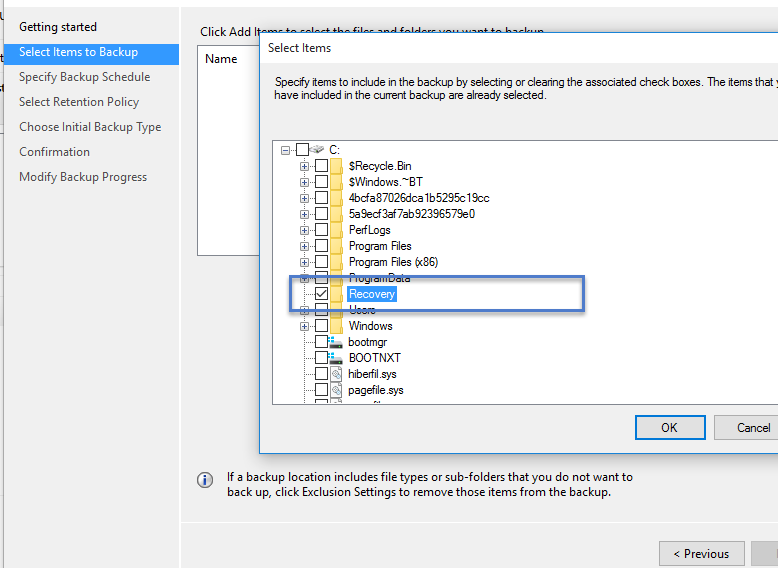 Getting started
Select Items to Backup
Specify Backup Schedule
Select Retention Policy
Choose Initial Backup Type
Confirmation
Modify Backup Progress
Click Add Items to select the files and folders you want to backup
Name
Select Items
Specify items to include in the backup by selecting or clearing the associated check boxes. The items that
have included in the current backup are already selected.
C:
$Recycle.Bin
$Windows.~BT
4bcfa87026dca1b5295c19cc
5a9ecf3af7ab92396579e0
PerfLogs
Program Files
Program Files (x86)
ProgramData
Recovery
Users
Windows
bootmgr
BOOTNXT
hiberfil.sys
pagefile.sys
OK
Cancel
If a backup location includes file types or sub-folders that you do not want to
back up, click Exclusion Settings to remove those items from the backup.
< Previous